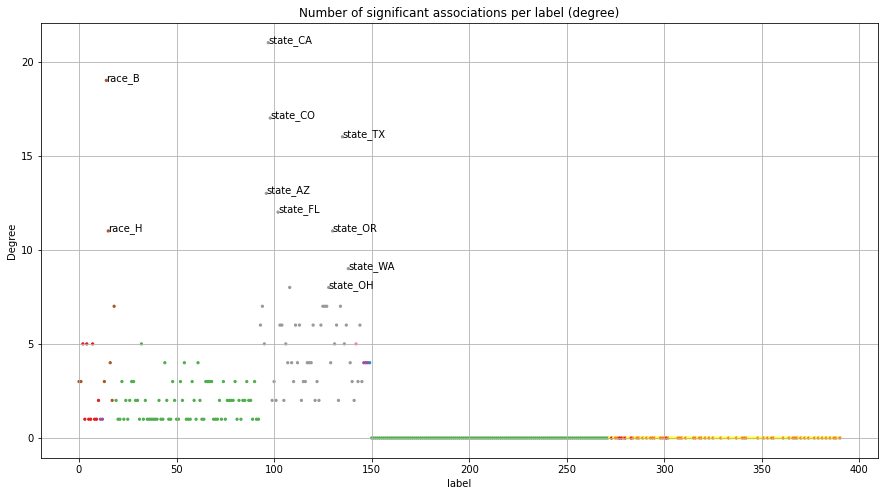 Number of significant associations per label (degree)
state_CA
20
race_B
state_CO
state_TX
15
state_AZ
state_FL
race_H
state_OR
10
state_WA
state_OH
5
0
Degree
0 50 100 150 200 250 300 350 400
label